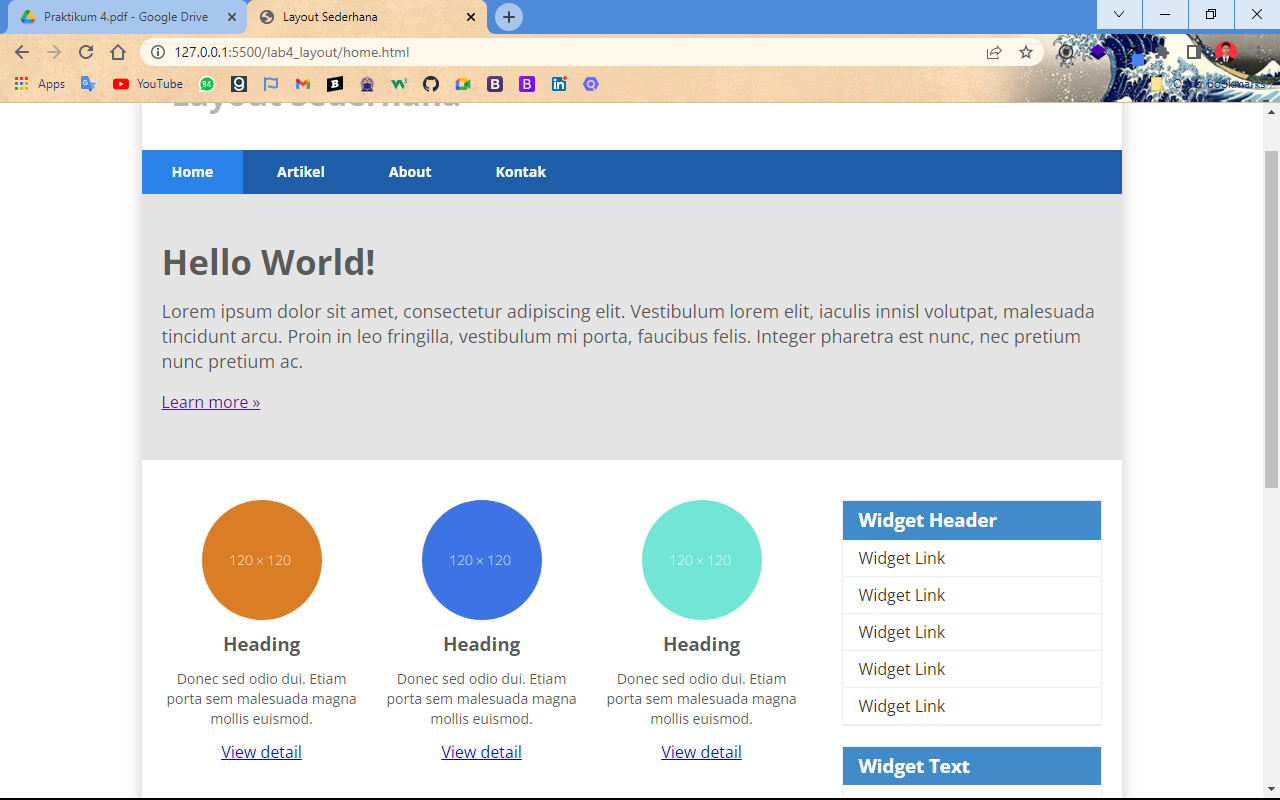 Praktikum 4.pdf - Google Drive
Layout Sederhana
127.0.0.1:5500/lab4_layout/home.html
Apps
YouTube
94
Other bookmarks
Layout Sederhana
Home Artikel About Kontak
Hello World!
Lorem ipsum dolor sit amet, consectetur adipiscing elit. Vestibulum lorem elit, iaculis innisl volutpat, malesuada
tincidunt arcu. Proin in leo fringilla, vestibulum mi porta, faucibus felis. Integer pharetra est nunc, nec pretium
nunc pretium ac.
Learn more »
120 × 120
Heading
Donec sed odio dui. Etiam
porta sem malesuada magna
mollis euismod.
View detail
120 × 120
Heading
Donec sed odio dui. Etiam
porta sem malesuada magna
mollis euismod.
View detail
120 × 120
Heading
Donec sed odio dui. Etiam
porta sem malesuada magna
mollis euismod.
View detail
Widget Header
Widget Link
Widget Link
Widget Link
Widget Link
Widget Link
Widget Text